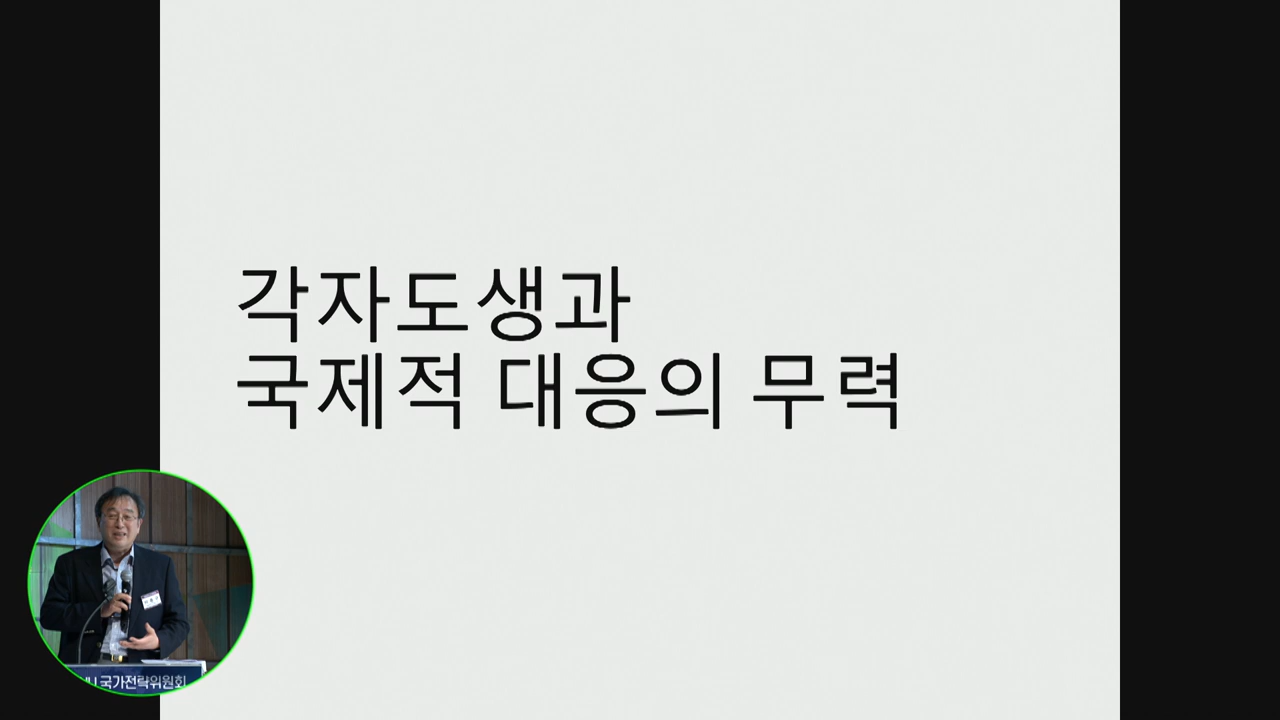 각자도생과
국제적 대응의 무력
국가전략위원회